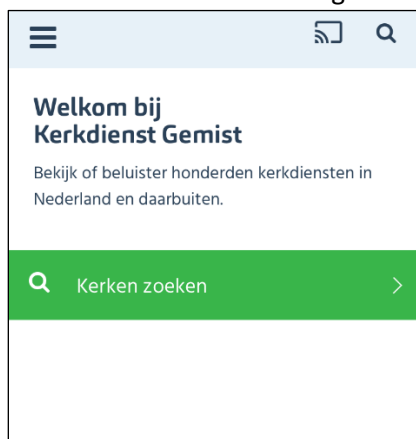 Welkom bij
Kerkdienst Gemist
Bekijk of beluister honderden kerkdiensten in
Nederland en daarbuiten.
Kerken zoeken